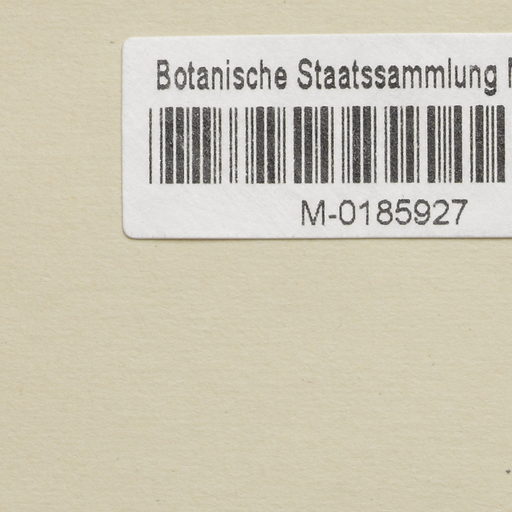 Botanische Staatssammlung
M-0185927